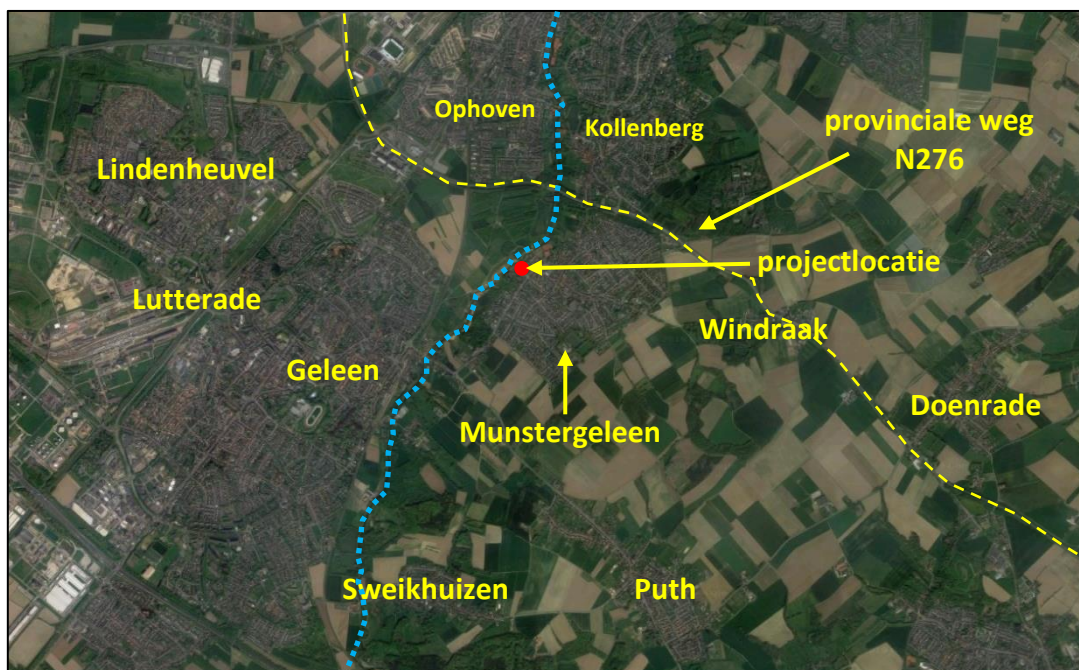 Ophoven
Kollenberg
provinciale weg
N276
Lindenheuvel
projectlocatie
Lutterade
Windraak
Geleen
Doenrade
Munstergeleen
Sweikhuizen
Puth